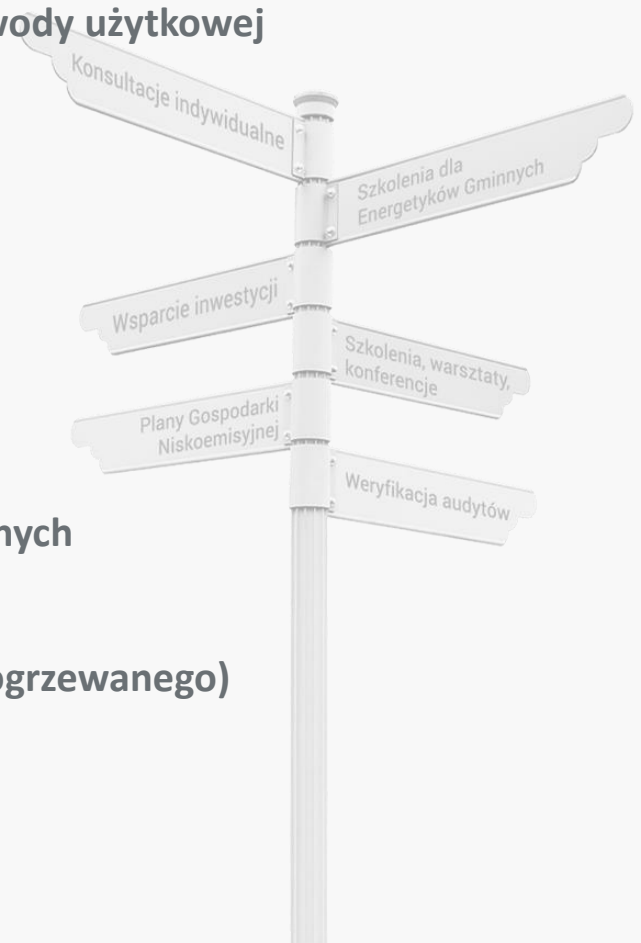 wody użytkowej
Konsultacje indywidualne
Szkolenia dla
Energetyków Gminnych
Wsparcie inwestycji
Szkolenia, warsztaty,
konferencje
Plany Gospodarki
Niskoemisyjnej
Weryfikacja audytów
nych
ogrzewanego)